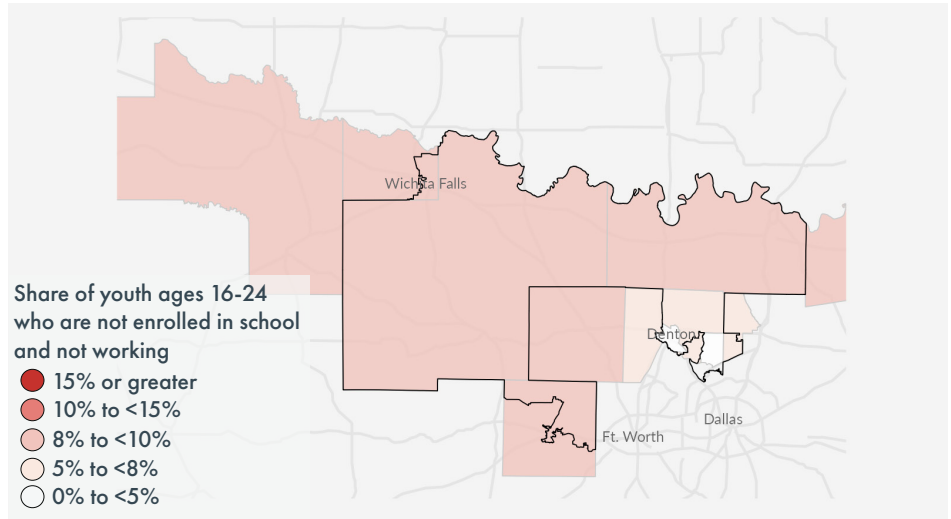 Wichita Falls
Share of youth ages 16-24
who are not enrolled in school
and not working
15% or greater
10% to <15%
8% to <10%
5% to <8%
0% to <5%
Denton
Dallas
Ft. Worth